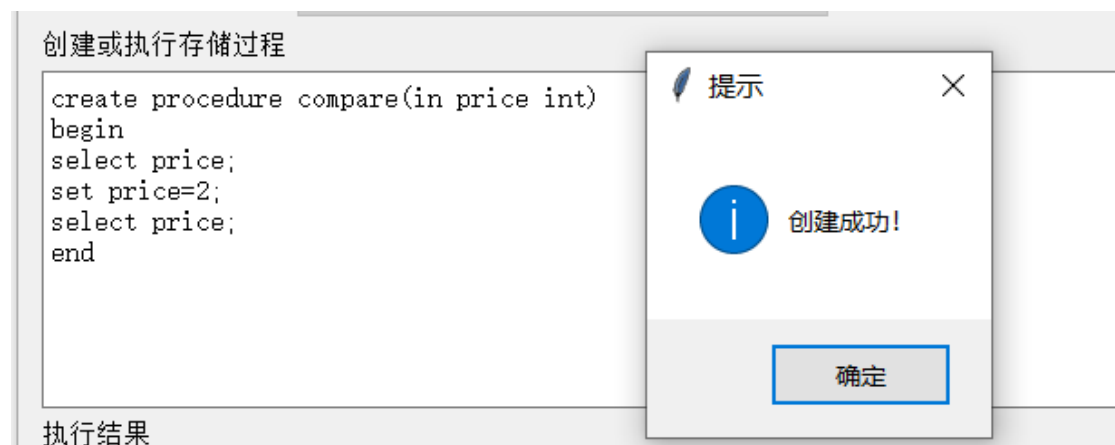 创建或执行存储过程
create procedure compare(in price int)
begin
select price;
set price=2;
select price;
end
提示
创建成功!
确定
执行结果